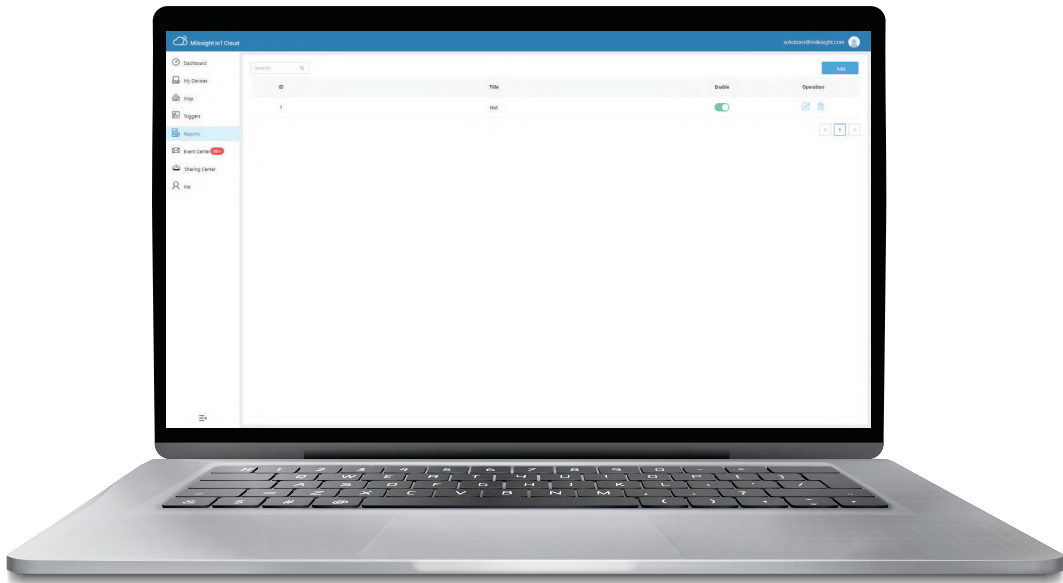 Milesight IoT Cloud
solutions@milesight.com
Dashboard
My Devices
Map
Triggers
Reports
Event Center 99+
Sharing Center
Me
Search
Add
ID Title Enable Operation
1 test
1